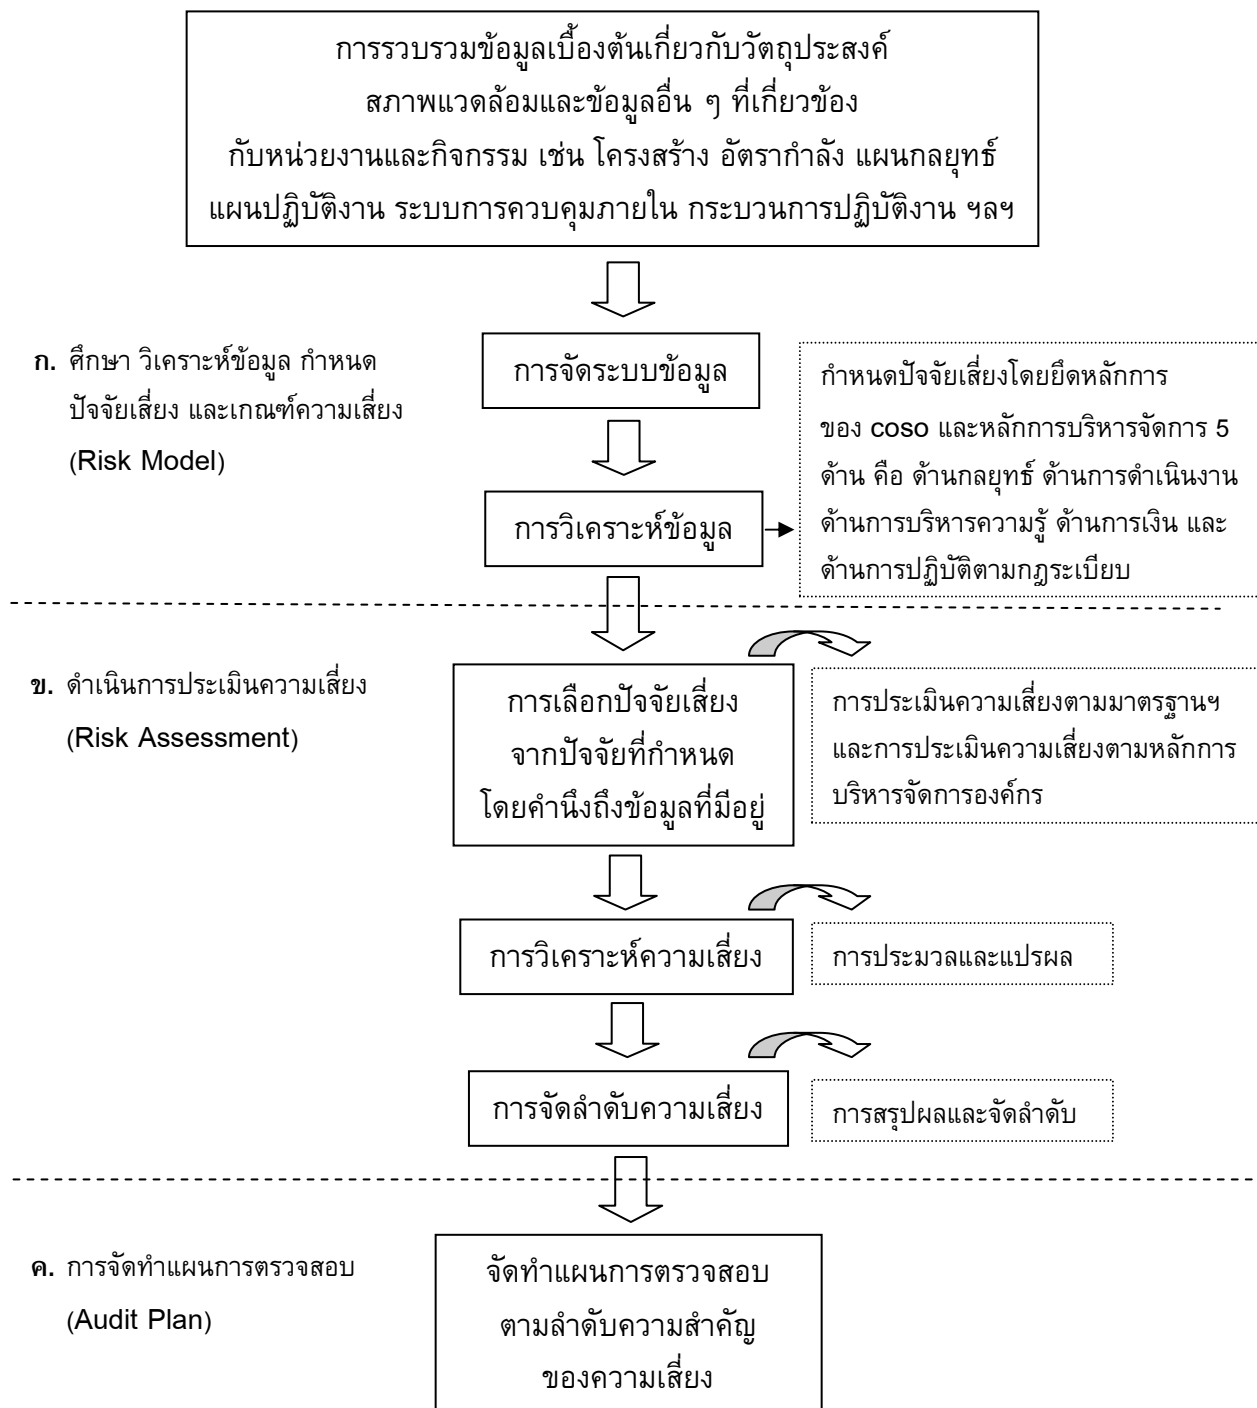 การรวบรวมข้อมูลเบื้องต้นเกี่ยวกับวัตถุประสงค์
สภาพแวดล้อมและข้อมูลอื่น ๆ ที่เกี่ยวข้อง
กับหน่วยงานและกิจกรรม เช่น โครงสร้าง อัตรากำลัง แผนกลยุทธ์
แผนปฏิบัติงาน ระบบการควบคุมภายใน กระบวนการปฏิบัติงาน ฯลฯ
ก. ศึกษา วิเคราะห์ข้อมูล กำหนด
ปัจจัยเสี่ยง และเกณฑ์ความเสี่ยง
(Risk Model)
การจัดระบบข้อมูล
การวิเคราะห์ข้อมูล
กำหนดปัจจัยเสี่ยงโดยยึดหลักการ
ของ coso และหลักการบริหารจัดการ 5
ด้าน คือ ด้านกลยุทธ์ ด้านการดำเนินงาน
ด้านการบริหารความรู้ ด้านการเงิน และ
ด้านการปฏิบัติตามกฎระเบียบ
ข. ดำเนินการประเมินความเสี่ยง
(Risk Assessment)
การเลือกปัจจัยเสี่ยง
จากปัจจัยที่กำหนด
โดยคำนึงถึงข้อมูลที่มีอยู่
การประเมินความเสี่ยงตามมาตรฐานฯ
และการประเมินความเสี่ยงตามหลักการ
บริหารจัดการองค์กร
การวิเคราะห์ความเสี่ยง
การประมวลและแปรผล
การจัดลำดับความเสี่ยง
การสรุปผลและจัดลำดับ
ค. การจัดทำแผนการตรวจสอบ
(Audit Plan)
จัดทำแผนการตรวจสอบ
ตามลำดับความสำคัญ
ของความเสี่ยง